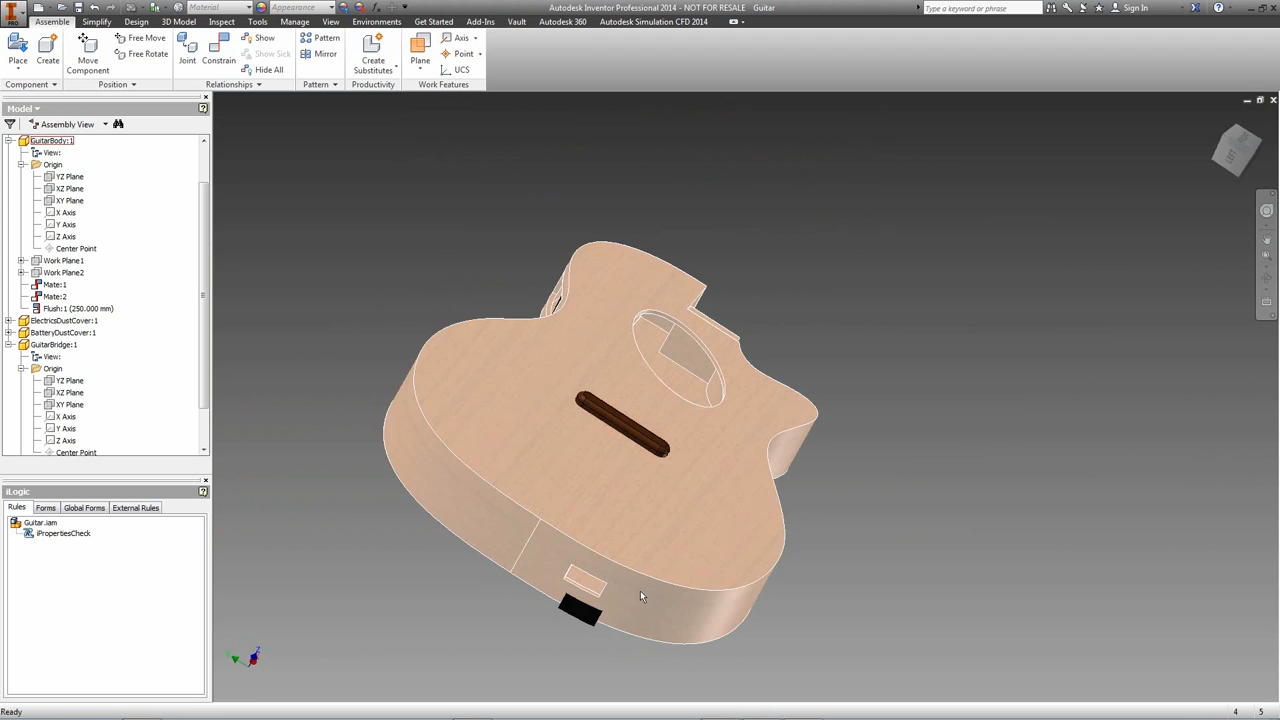 Material
Appearance
Autodesk Inventor Professional 2014 - NOT FOR RESALE Guitar
Type a keyword or phrase
Sign In
PRO
Assemble
Simplify
Design
3D Model
Inspect
Tools
Manage
View
Environments
Get Started
Add-Ins
Vault
Autodesk 360
Autodesk Simulation CFD 2014
Place
Create
Move
Component
Free Move
Free Rotate
Joint
Constrain
Show
Show Sick
Hide All
Pattern
Mirror
Create
Substitutes
Plane
Axis
Point
UCS
Component
Position
Relationships
Pattern
Productivity
Work Features
Model
Assembly View
GuitarBody:1
View:
Origin
YZ Plane
XZ Plane
XY Plane
X Axis
Y Axis
Z Axis
Center Point
Work Plane1
Work Plane2
Mate:1
Mate:2
Flush:1 (250.000 mm)
ElectricsDustCover:1
BatteryDustCover:1
GuitarBridge:1
View:
Origin
YZ Plane
XZ Plane
XY Plane
X Axis
Y Axis
Z Axis
Center Point
iLogic
Rules
Forms
Global Forms
External Rules
Guitar.iam
iPropertiesCheck
Z
Ready
4
5